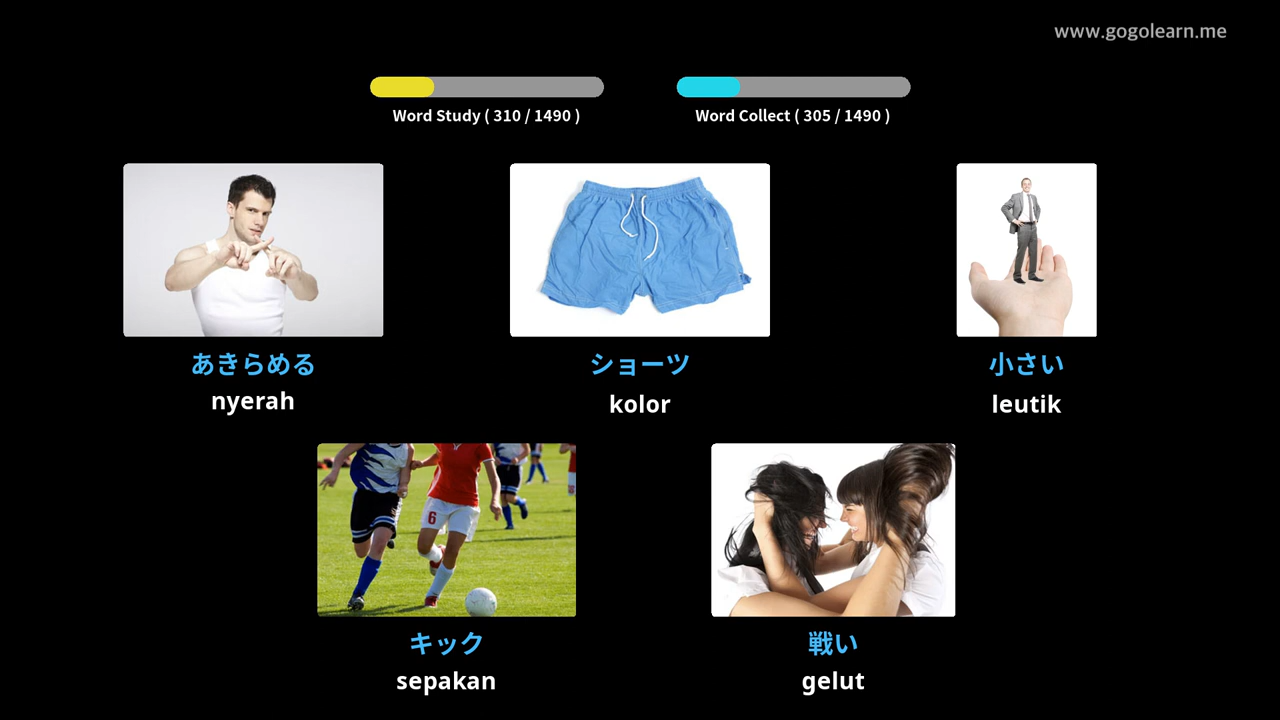 www.gogolearn.me
Word Study ( 310 / 1490 )
Word Collect ( 305 / 1490 )
あきらめる
nyerah
ショーツ
kolor
小さい
leutik
6
キック
sepakan
戦い
gelut